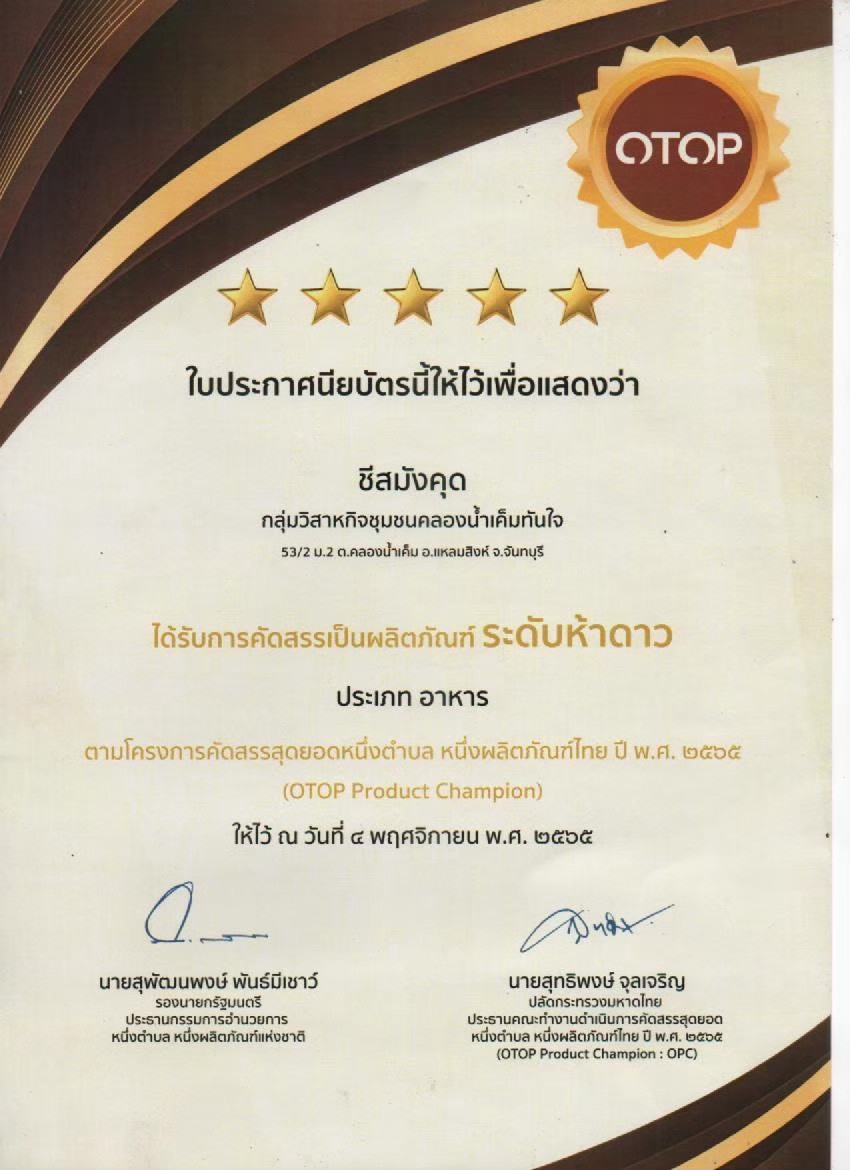 OTOP
ใบประกาศนียบัตรนี้ให้ไว้เพื่อแสดงว่า
ชีสมังคุด
กลุ่มวิสาหกิจชุมชนคลองน้ำเค็มทันใจ
53/2 ม.2 ต.คลองน้ำเค็ม อ.แหลมสิงห์ จ.จันทบุรี
ได้รับการคัดสรรเป็นผลิตภัณฑ์ ระดับห้าดาว
ประเภท อาหาร
ตามโครงการคัดสรรสุดยอดหนึ่งตำบล หนึ่งผลิตภัณฑ์ไทย ปี พ.ศ. ๒๕๖๕
(OTOP Product Champion)
ให้ไว้ ณ วันที่ ๔ พฤศจิกายน พ.ศ. ๒๕๖๕
นายสุพัฒนพงษ์ พันธ์มีเชาว์
รองนายกรัฐมนตรี
ประธานกรรมการอำนวยการ
หนึ่งตำบล หนึ่งผลิตภัณฑ์แห่งชาติ
นายสุทธิพงษ์ จุลเจริญ
ปลัดกระทรวงมหาดไทย
ประธานคณะทำงานดำเนินการคัดสรรสุดยอด
หนึ่งตำบล หนึ่งผลิตภัณฑ์ไทย ปี พ.ศ. ๒๕๖๕
(OTOP Product Champion : OPC)